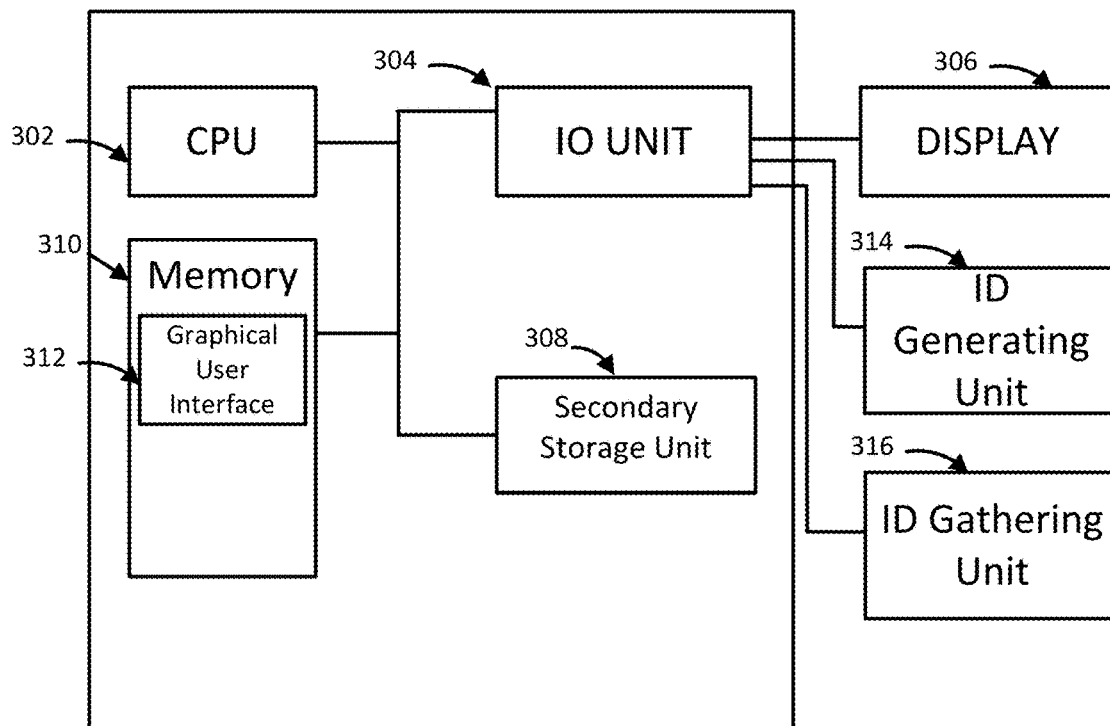 304
306
302
CPU
IO UNIT
DISPLAY
310
Memory
314
ID
Generating
Unit
312
Graphical
User
Interface
308
Secondary
Storage Unit
316
ID Gathering
Unit